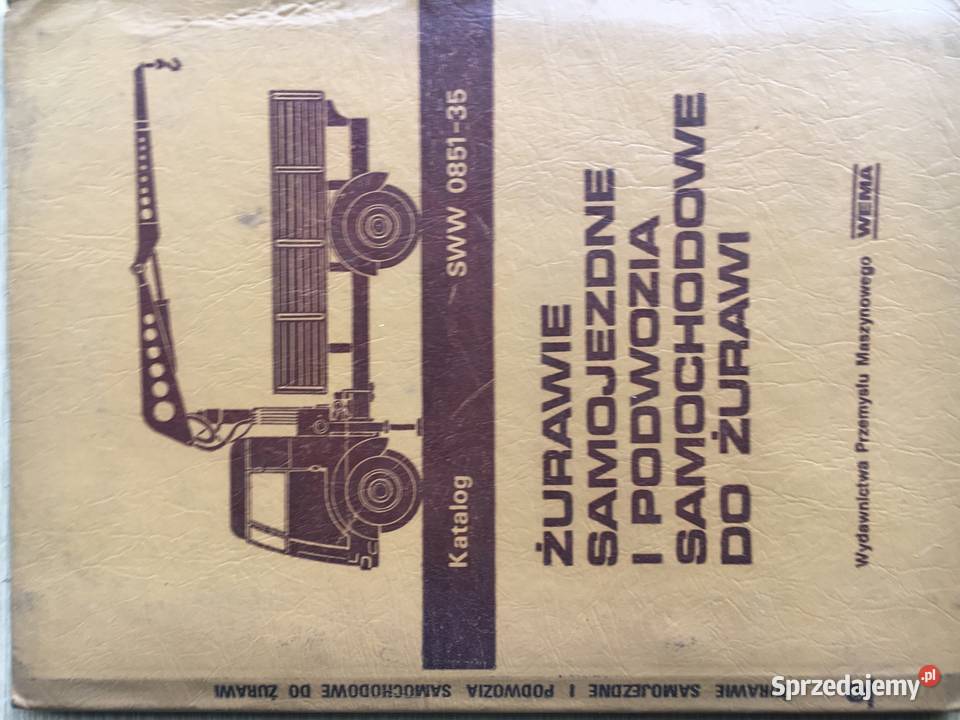 Katalog SWW 0851-35
ŻURAWIE
SAMOJEZDNE
I PODWOZIA
SAMOCHODOWE
DO ŻURAWI
Wydawnictwa Przemysłu Maszynowego WEMA
SAMOJEZDNE I PODWOZIA SAMOCHODOWE DO ŻURAWI
Sprzedajemy.pl